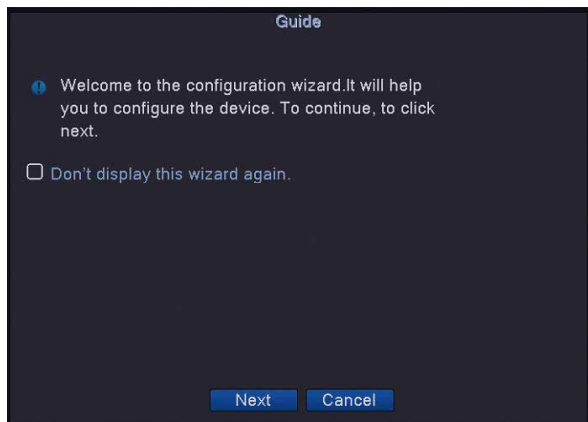 Guide
Welcome to the configuration wizard.It will help
you to configure the device. To continue, to click
next.
Don't display this wizard again.
Next Cancel